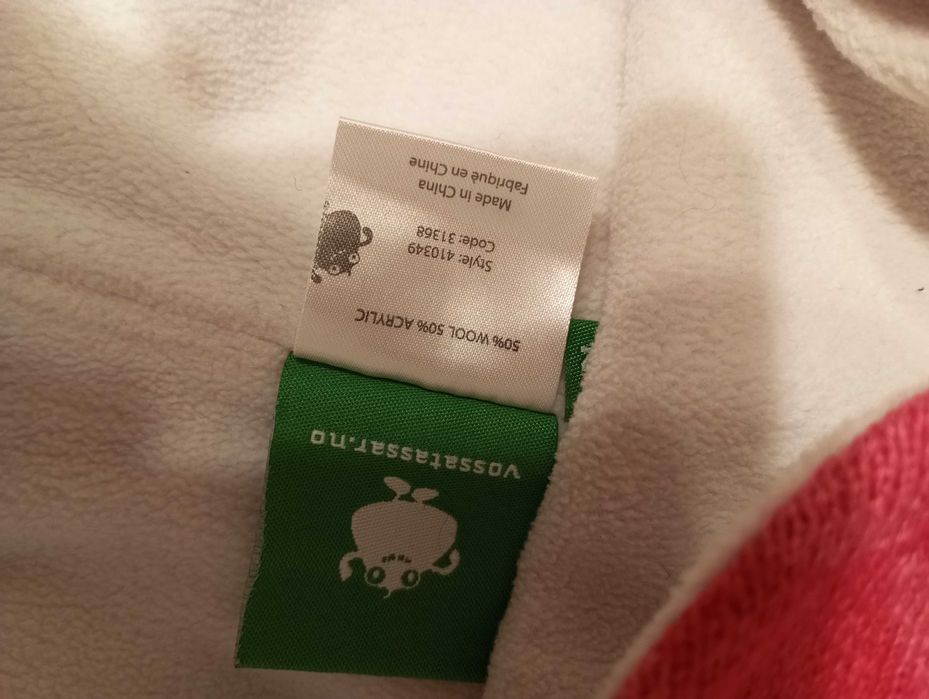 vossatassar.no
50% WOOL 50% ACRYLIC
Style: 410349
Code: 31368
Made in China
Fabriqué en Chine